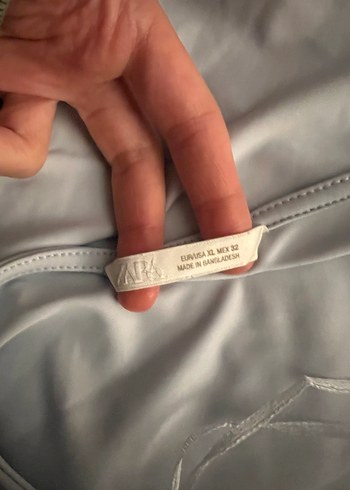 ZARA
EUR/USA XL MEX 32
MADE IN BANGLADESH